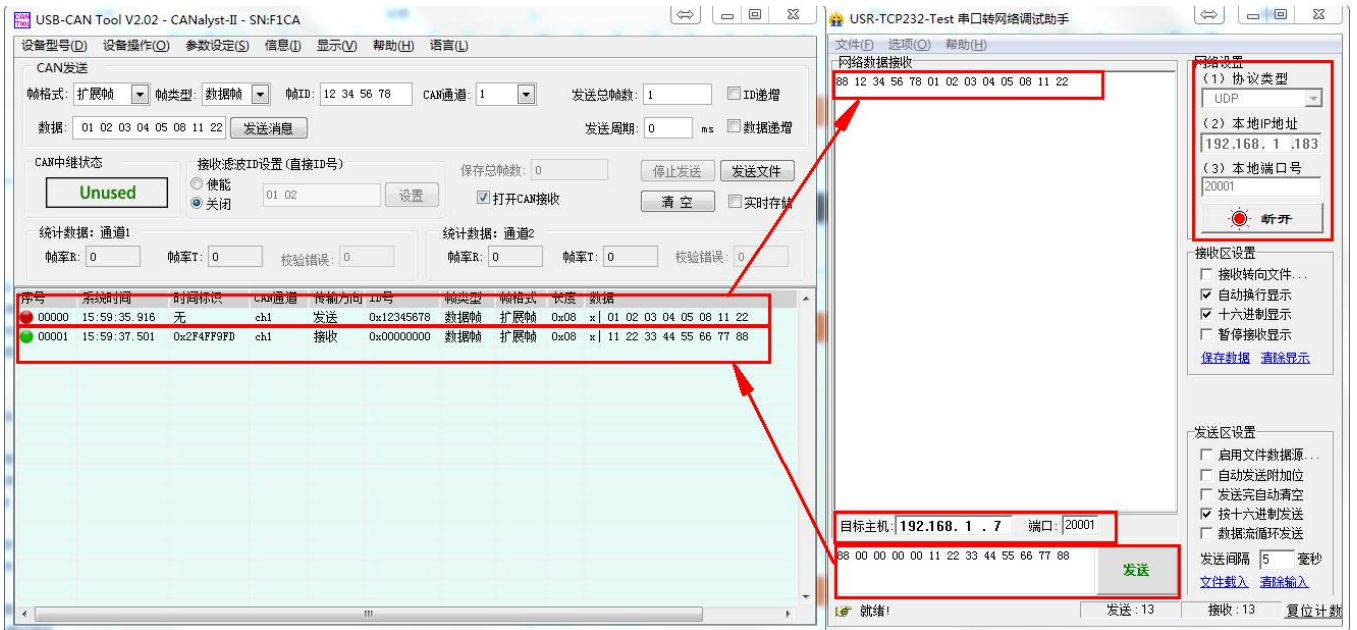 USB-CAN Tool V2.02 - CANalyst-II - SN:F1CA
设备型号(D) 设备操作(O) 参数设定(S) 信息(I) 显示(V) 帮助(H) 语言(L)
CAN发送
帧格式: 扩展帧 帧类型: 数据帧 帧ID: 12 34 56 78 CAN通道: 1 发送总帧数: 1 ID递增
数据: 01 02 03 04 05 08 11 22 发送消息 发送周期: 0 ms 数据递增
CAN中继状态 接收滤波ID设置(直接ID号)
Unused 使能 关闭 01 02 设置
保存总帧数: 0 停止发送 发送文件
打开CAN接收 清 空 实时存储
统计数据: 通道1 统计数据: 通道2
帧率R: 0 帧率T: 0 校验错误: 0 帧率R: 0 帧率T: 0 校验错误: 0
序号 系统时间 时间标识 CAN通道 传输方向 ID号 帧类型 帧格式 长度 数据
00000 15:59:35.916 无 ch1 发送 0x12345678 数据帧 扩展帧 0x08 x| 01 02 03 04 05 08 11 22
00001 15:59:37.501 0x2F4FF9FD ch1 接收 0x00000000 数据帧 扩展帧 0x08 x| 11 22 33 44 55 66 77 88
USR-TCP232-Test 串口转网络调试助手
文件(F) 选项(O) 帮助(H)
网络数据接收
88 12 34 56 78 01 02 03 04 05 08 11 22
网络设置
(1) 协议类型
UDP
(2) 本地IP地址
192.168. 1 .183
(3) 本地端口号
20001
断开
接收区设置
接收转向文件...
自动换行显示
十六进制显示
暂停接收显示
保存数据 清除显示
发送区设置
启用文件数据源...
自动发送附加位
发送完自动清空
按十六进制发送
数据流循环发送
发送间隔 5 毫秒
文件载入 清除输入
目标主机: 192.168. 1 . 7 端口: 20001
88 00 00 00 00 11 22 33 44 55 66 77 88
发送
就绪! 发送 : 13 接收 : 13 复位计数